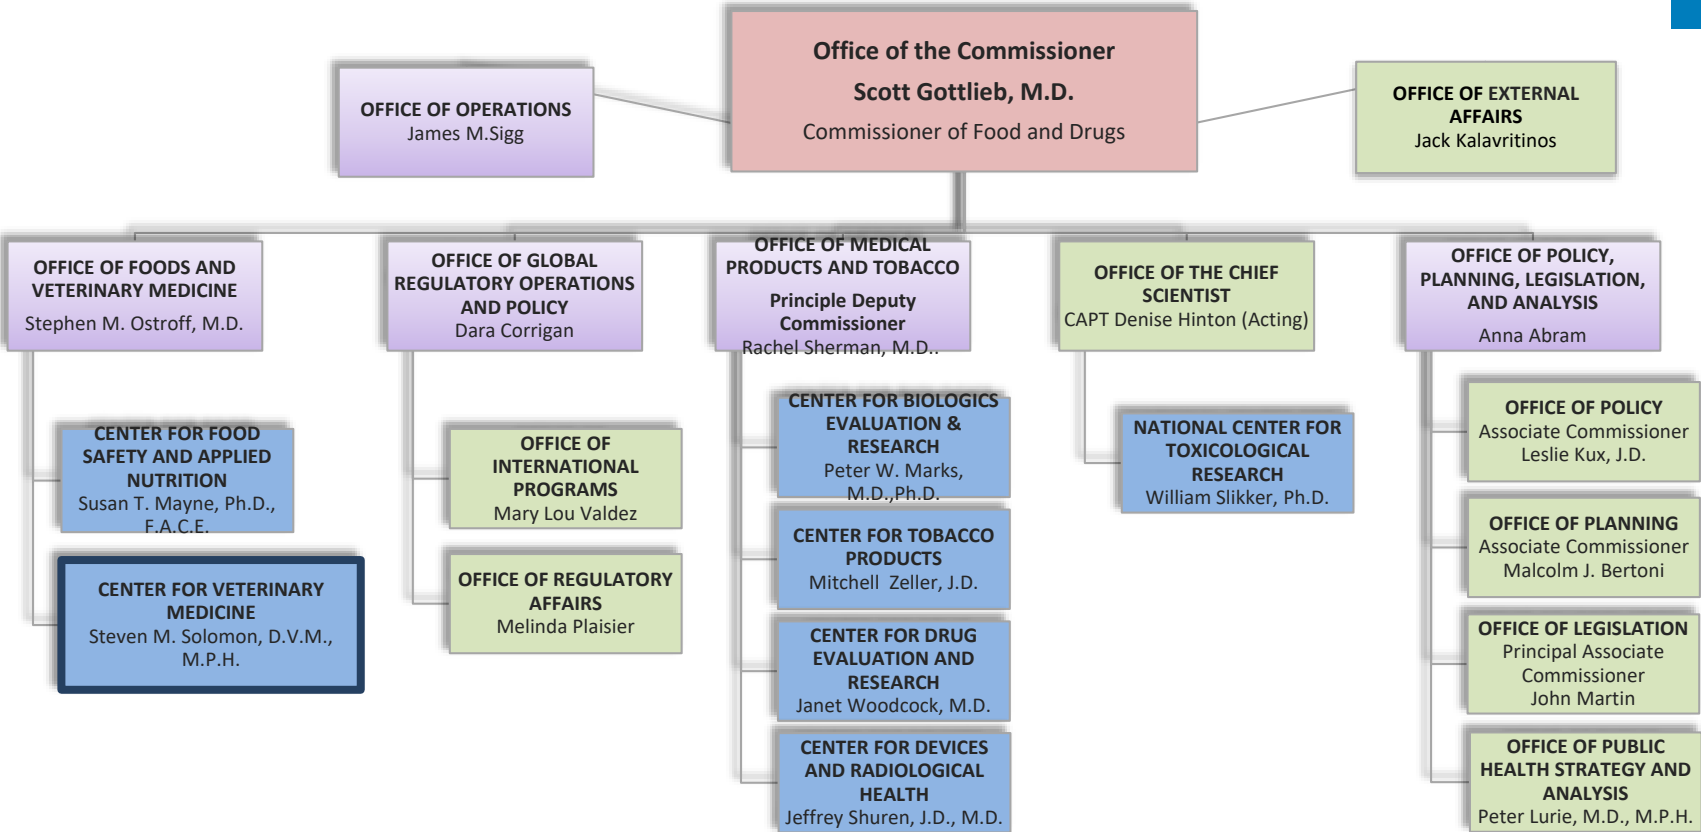 Office of the Commissioner
Scott Gottlieb, M.D.
Commissioner of Food and Drugs
OFFICE OF OPERATIONS
James M.Sigg
OFFICE OF EXTERNAL
AFFAIRS
Jack Kalavritinos
OFFICE OF FOODS AND
VETERINARY MEDICINE
Stephen M. Ostroff, M.D.
OFFICE OF GLOBAL
REGULATORY OPERATIONS
AND POLICY
Dara Corrigan
OFFICE OF MEDICAL
PRODUCTS AND TOBACCO
Principle Deputy
Commissioner
Rachel Sherman, M.D..
OFFICE OF THE CHIEF
SCIENTIST
CAPT Denise Hinton (Acting)
OFFICE OF POLICY,
PLANNING, LEGISLATION,
AND ANALYSIS
Anna Abram
CENTER FOR FOOD
SAFETY AND APPLIED
NUTRITION
Susan T. Mayne, Ph.D.,
F.A.C.E.
CENTER FOR VETERINARY
MEDICINE
Steven M. Solomon, D.V.M.,
M.P.H.
OFFICE OF
INTERNATIONAL
PROGRAMS
Mary Lou Valdez
OFFICE OF REGULATORY
AFFAIRS
Melinda Plaisier
CENTER FOR BIOLOGICS
EVALUATION &
RESEARCH
Peter W. Marks,
M.D.,Ph.D.
CENTER FOR TOBACCO
PRODUCTS
Mitchell  Zeller, J.D.
CENTER FOR DRUG
EVALUATION AND
RESEARCH
Janet Woodcock, M.D.
CENTER FOR DEVICES
AND RADIOLOGICAL
HEALTH
Jeffrey Shuren, J.D., M.D.
NATIONAL CENTER FOR
TOXICOLOGICAL
RESEARCH
William Slikker, Ph.D.
OFFICE OF POLICY
Associate Commissioner
Leslie Kux, J.D.
OFFICE OF PLANNING
Associate Commissioner
Malcolm J. Bertoni
OFFICE OF LEGISLATION
Principal Associate
Commissioner
John Martin
OFFICE OF PUBLIC
HEALTH STRATEGY AND
ANALYSIS
Peter Lurie, M.D., M.P.H.